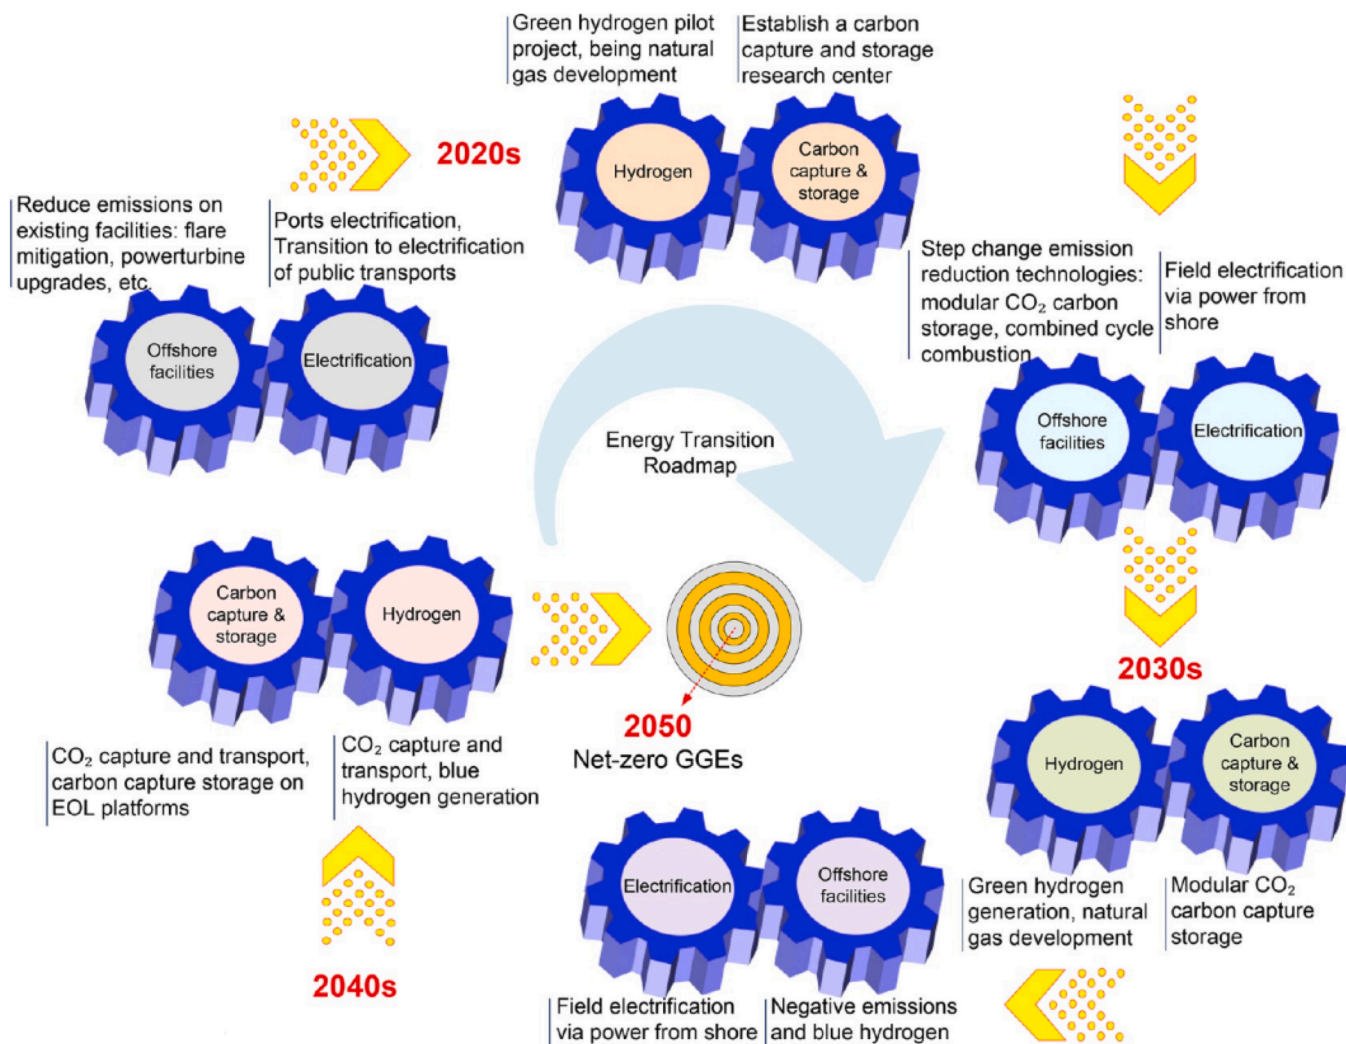 Green hydrogen pilot
project, being natural
gas development
Establish a carbon
capture and storage
research center
2020s
Hydrogen
Carbon
capture &
storage
Reduce emissions on
existing facilities: flare
mitigation, powerturbine
upgrades, etc.
Ports electrification,
Transition to electrification
of public transports
Offshore
facilities
Electrification
Step change emission
reduction technologies:
modular CO₂ carbon
storage, combined cycle
combustion
Field electrification
via power from
shore
Offshore
facilities
Electrification
Energy Transition
Roadmap
Carbon
capture &
storage
Hydrogen
2050
Net-zero GGEs
2030s
Hydrogen
Carbon
capture &
storage
CO₂ capture and transport,
carbon capture storage on
EOL platforms
CO₂ capture and
transport, blue
hydrogen generation
Green hydrogen
generation, natural
gas development
Modular CO₂
carbon capture
storage
Electrification
Offshore
facilities
2040s
Field electrification
via power from shore
Negative emissions
and blue hydrogen